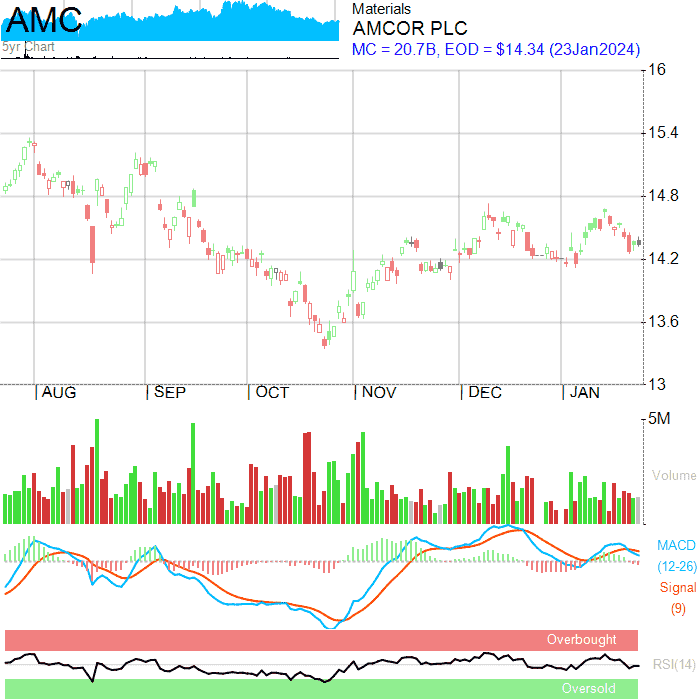 AMC
5yr Chart
Materials
AMCOR PLC
MC = 20.7B, EOD = $14.34 (23Jan2024)
16
15.4
14.8
14.2
13.6
13
AUG SEP OCT NOV DEC JAN
5M
Volume
MACD
(12-26)
Signal
(9)
Overbought
RSI(14)
Oversold